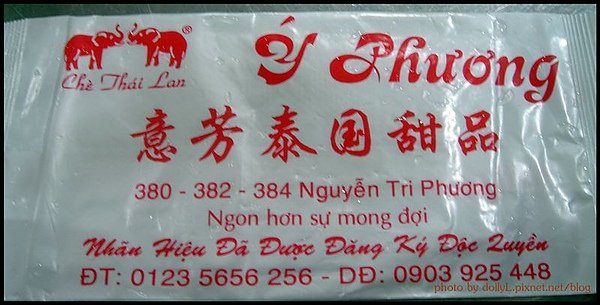 Ý Phương
®
Chè Thái Lan
意芳泰国甜品
380 - 382 - 384 Nguyễn Tri Phương
Ngon hơn sự mong đợi
Nhãn Hiệu Đã Được Đăng Ký Độc Quyền
ĐT: 0123 5656 256 - DĐ: 0903 925 448
photo by dollyL.pixnet.net/blog